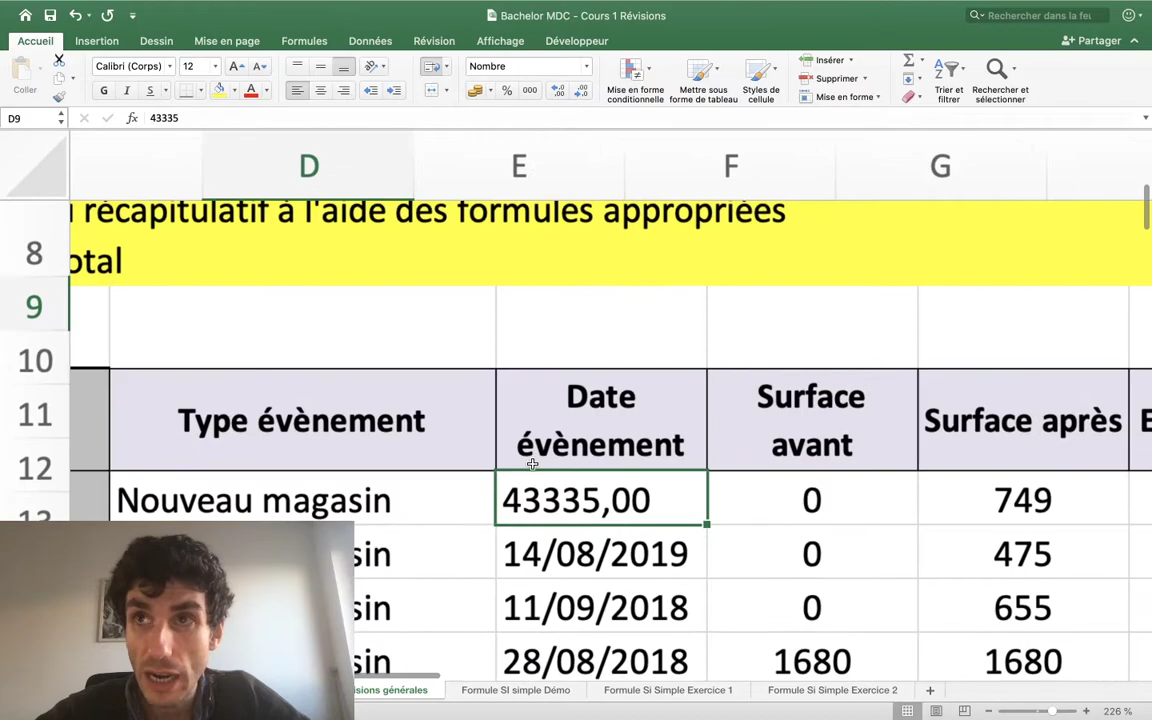 Bachelor MDC - Cours 1 Révisions
Rechercher dans la feu
Accueil Insertion Dessin Mise en page Formules Données Révision Affichage Développeur
Partager
Coller
Calibri (Corps) 12
G I S
Nombre
% 000
Mise en forme conditionnelle
Mettre sous forme de tableau
Styles de cellule
Insérer
Supprimer
Mise en forme
Trier et filtrer
Rechercher et sélectionner
D9 fx 43335
D E F G
récapitulatif à l'aide des formules appropriées
8
otal
9
10
11
12
Type évènement
Date évènement
Surface avant
Surface après
Nouveau magasin 43335,00 0 749
sin 14/08/2019 0 475
sin 11/09/2018 0 655
sin 28/08/2018 1680 1680
isions générales Formule SI simple Démo Formule Si Simple Exercice 1 Formule Si Simple Exercice 2
226 %